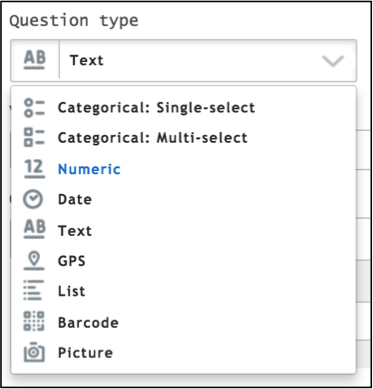 Question type
AB Text
Categorical: Single-select
Categorical: Multi-select
12 Numeric
Date
AB Text
GPS
List
Barcode
Picture